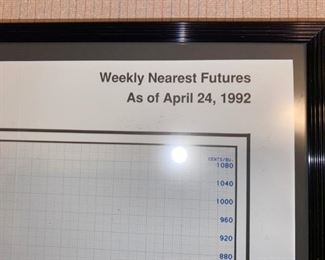 Weekly Nearest Futures
As of April 24, 1992
CENTS/BU.
1080
1040
1000
960
920
880